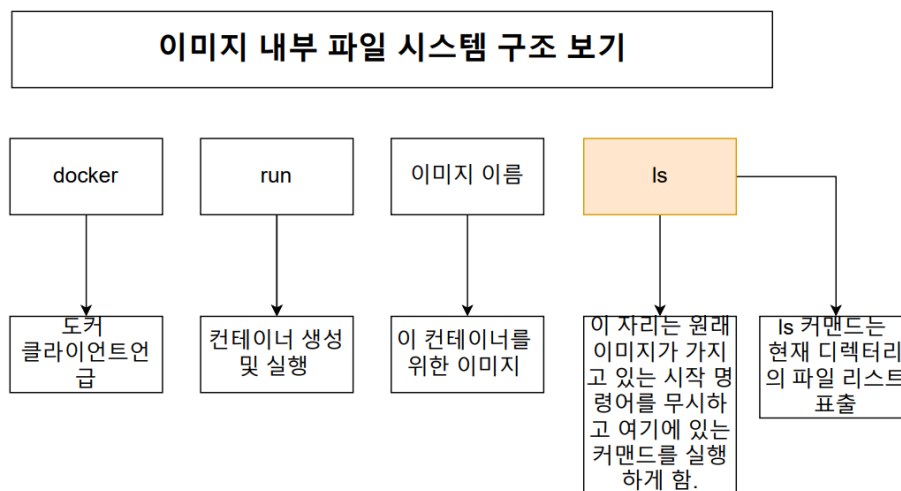 이미지 내부 파일 시스템 구조 보기
docker
run
이미지 이름
ls
도커
클라이언트언
급
컨테이너 생성
및 실행
이 컨테이너를
위한 이미지
이 자리는 원래
이미지가 가지
고 있는 시작 명
령어를 무시하
고 여기에 있는
커맨드를 실행
하게 함.
ls 커맨드는
현재 디렉터리
의 파일 리스트
표출